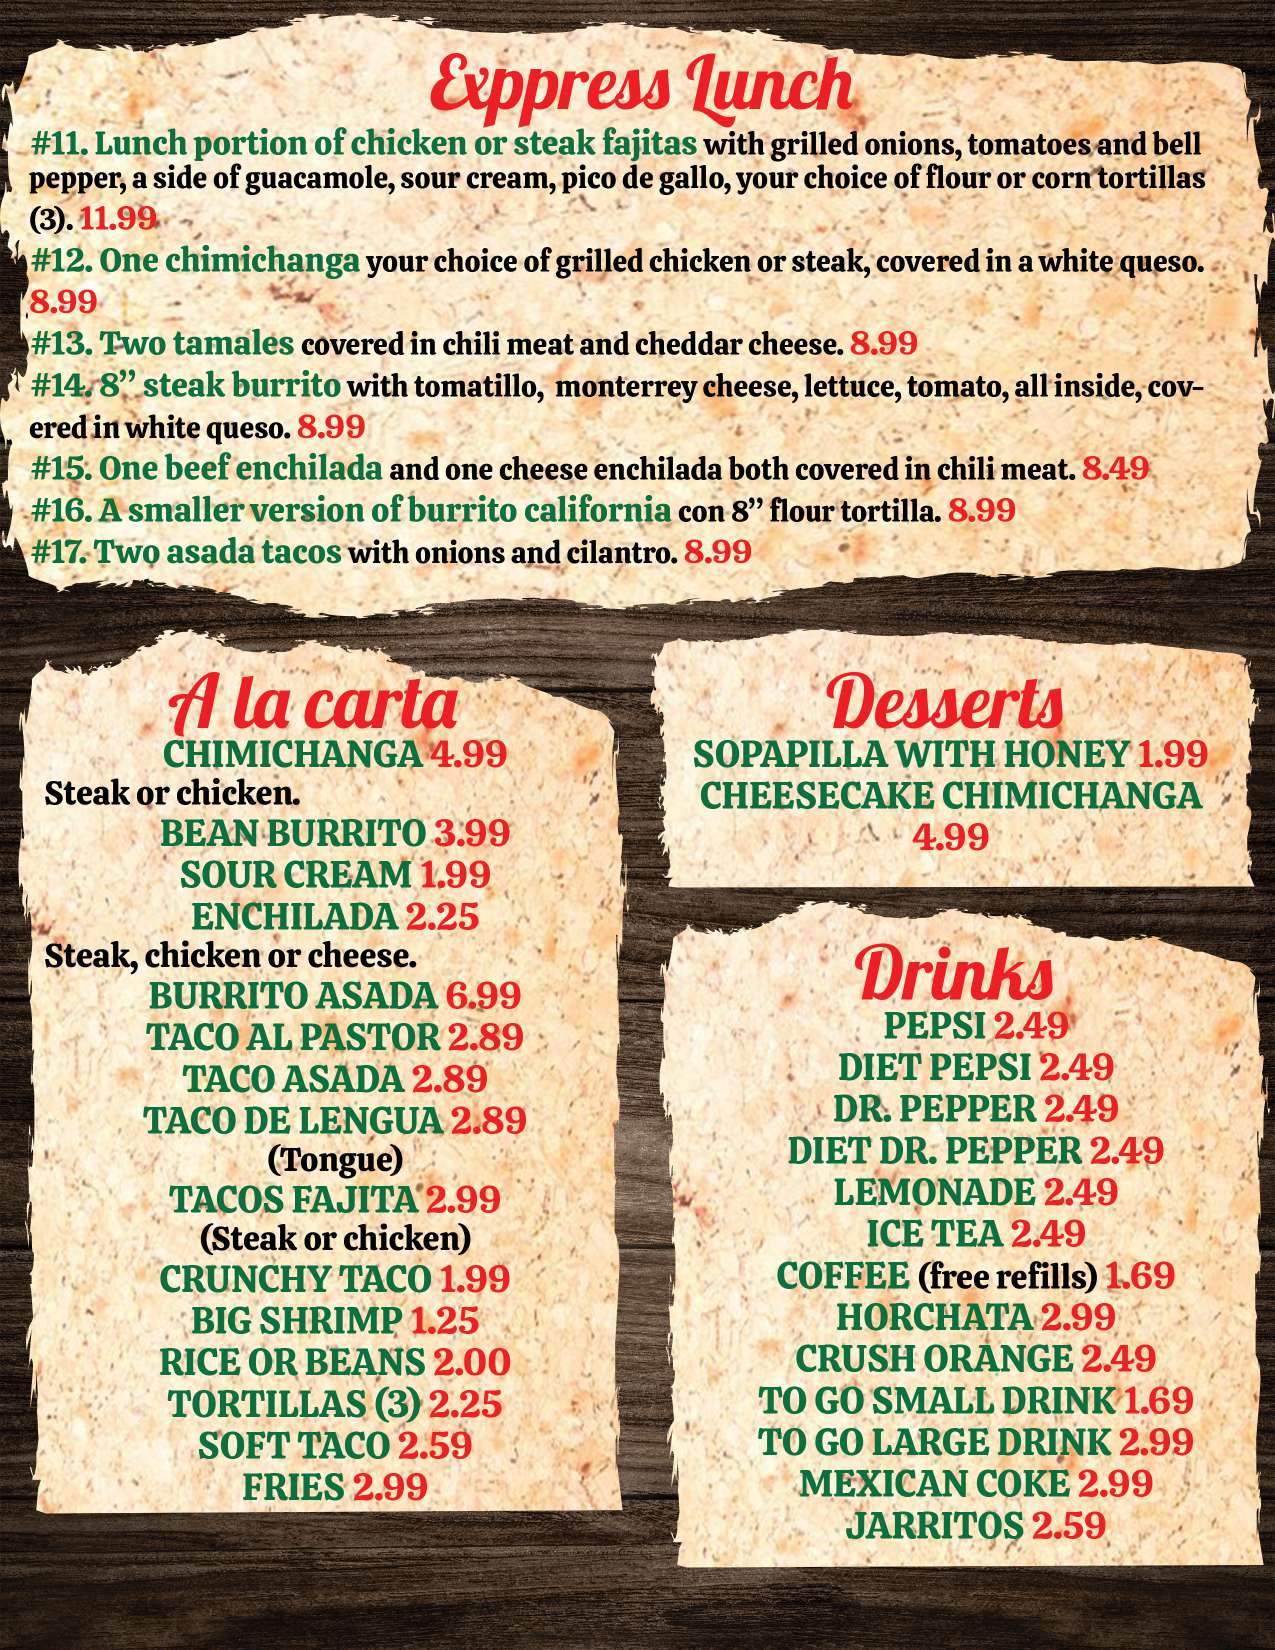 Exppress Lunch
#11. Lunch portion of chicken or steak fajitas with grilled onions, tomatoes and bell
pepper, a side of guacamole, sour cream, pico de gallo, your choice of flour or corn tortillas
(3). 11.99
#12. One chimichanga your choice of grilled chicken or steak, covered in a white queso.
8.99
#13. Two tamales covered in chili meat and cheddar cheese. 8.99
#14. 8” steak burrito with tomatillo,  monterrey cheese, lettuce, tomato, all inside, cov-
ered in white queso. 8.99
#15. One beef enchilada and one cheese enchilada both covered in chili meat. 8.49
#16. A smaller version of burrito california con 8” flour tortilla. 8.99
#17. Two asada tacos with onions and cilantro. 8.99
A la carta
CHIMICHANGA 4.99
Steak or chicken.
BEAN BURRITO 3.99
SOUR CREAM 1.99
ENCHILADA 2.25
Steak, chicken or cheese.
BURRITO ASADA 6.99
TACO AL PASTOR 2.89
TACO ASADA 2.89
TACO DE LENGUA 2.89
(Tongue)
TACOS FAJITA 2.99
(Steak or chicken)
CRUNCHY TACO 1.99
BIG SHRIMP 1.25
RICE OR BEANS 2.00
TORTILLAS (3) 2.25
SOFT TACO 2.59
FRIES 2.99
Desserts
SOPAPILLA WITH HONEY 1.99
CHEESECAKE CHIMICHANGA
4.99
Drinks
PEPSI 2.49
DIET PEPSI 2.49
DR. PEPPER 2.49
DIET DR. PEPPER 2.49
LEMONADE 2.49
ICE TEA 2.49
COFFEE (free refills) 1.69
HORCHATA 2.99
CRUSH ORANGE 2.49
TO GO SMALL DRINK 1.69
TO GO LARGE DRINK 2.99
MEXICAN COKE 2.99
JARRITOS 2.59